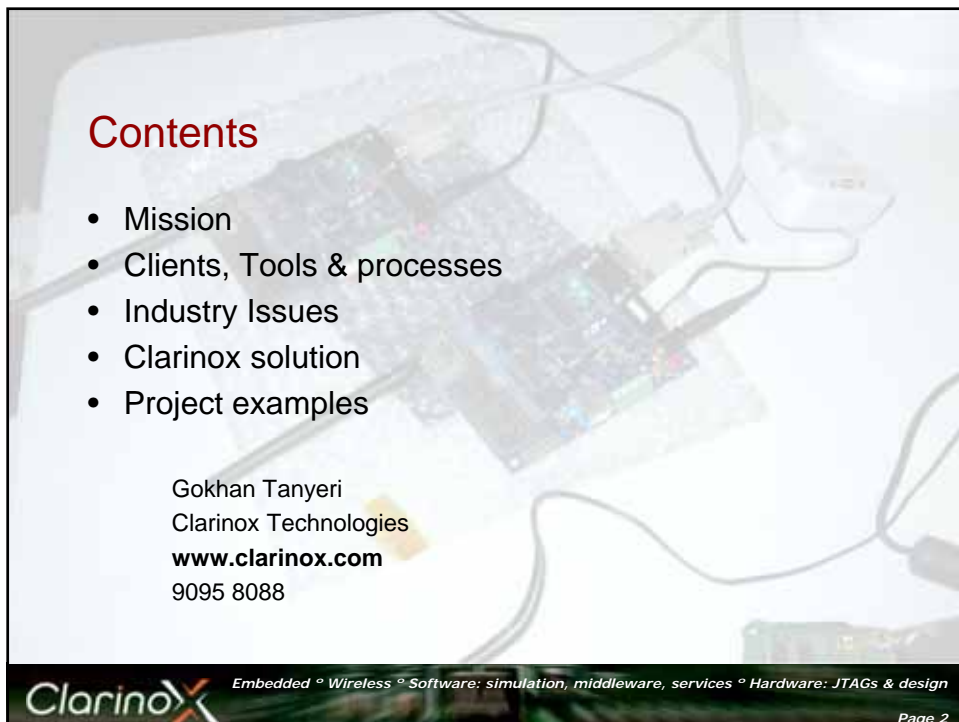 Contents
• Mission
• Clients, Tools & processes
• Industry Issues
• Clarinox solution
• Project examples
Gokhan Tanyeri
Clarinox Technologies
www.clarinox.com
9095 8088
Clarinox
Embedded ° Wireless ° Software: simulation, middleware, services ° Hardware: JTAGs & design
Page 2